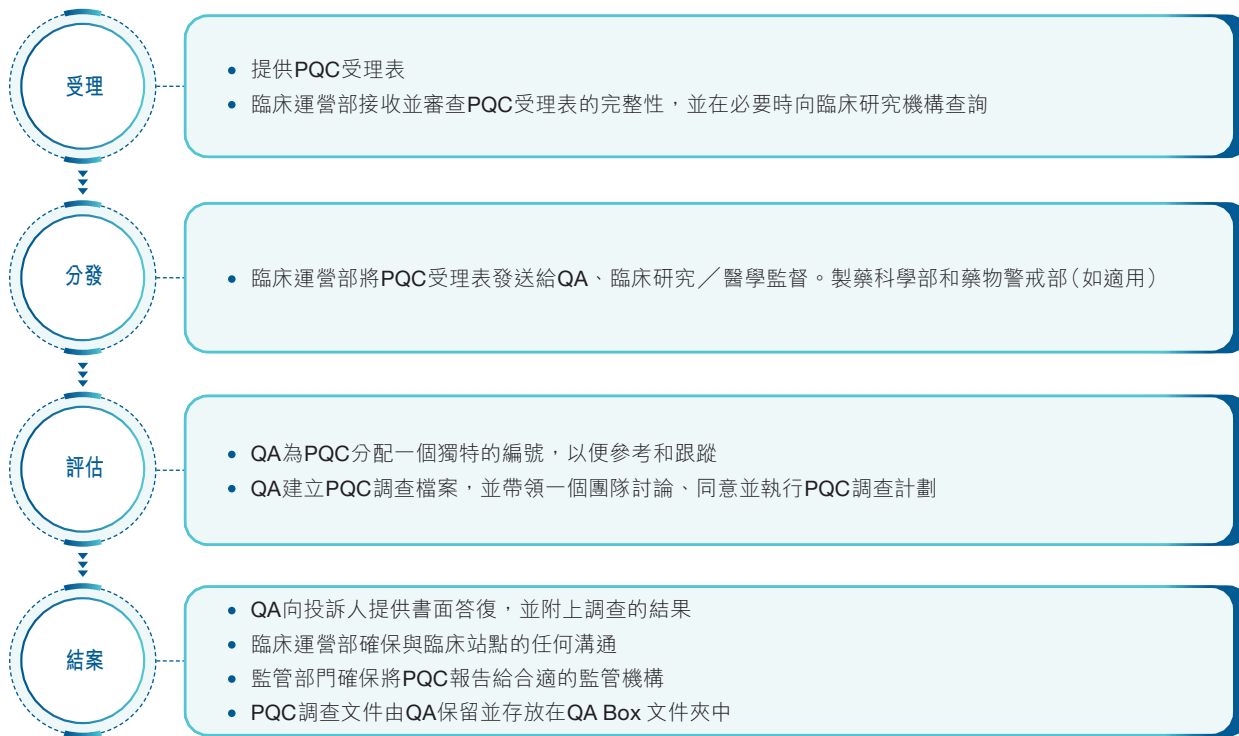 受理
提供PQC受理表
臨床運營部接收並審查PQC受理表的完整性，並在必要時向臨床研究機構查詢
分發
臨床運營部將PQC受理表發送給QA、臨床研究／醫學監督。製藥科學部和藥物警戒部(如適用)
評估
QA為PQC分配一個獨特的編號，以便參考和跟蹤
QA建立PQC調查檔案，並帶領一個團隊討論、同意並執行PQC調查計劃
結案
QA向投訴人提供書面答復，並附上調查的結果
臨床運營部確保與臨床站點的任何溝通
監管部門確保將PQC報告給合適的監管機構
PQC調查文件由QA保留並存放在QA Box 文件夾中